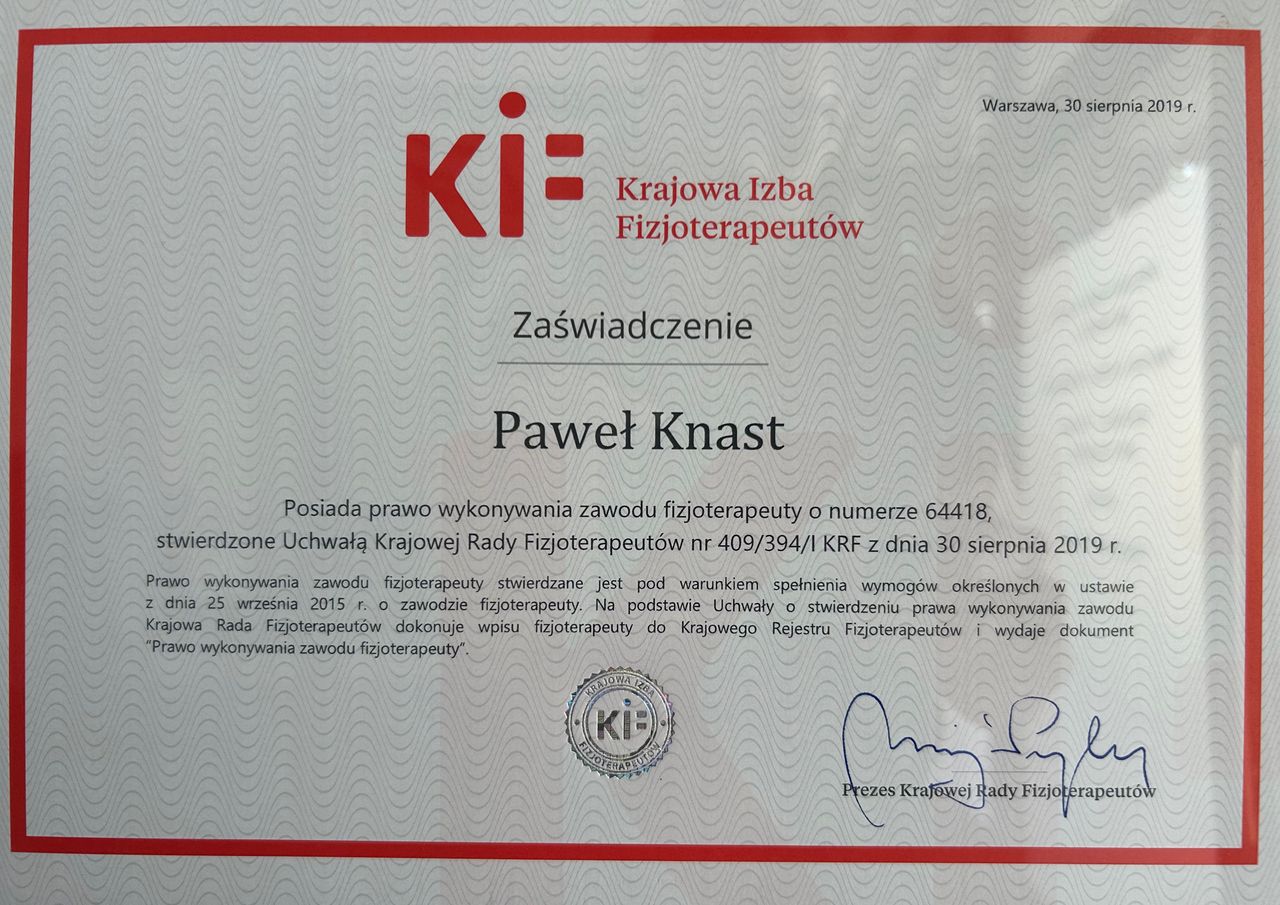 Warszawa, 30 sierpnia 2019 r.
KIF
Krajowa Izba
Fizjoterapeutów
Zaświadczenie
Paweł Knast
Posiada prawo wykonywania zawodu fizjoterapeuty o numerze 64418,
stwierdzone Uchwałą Krajowej Rady Fizjoterapeutów nr 409/394/I KRF z dnia 30 sierpnia 2019 r.
Prawo wykonywania zawodu fizjoterapeuty stwierdzane jest pod warunkiem spełnienia wymogów określonych w ustawie
z dnia 25 września 2015 r. o zawodzie fizjoterapeuty. Na podstawie Uchwały o stwierdzeniu prawa wykonywania zawodu
Krajowa Rada Fizjoterapeutów dokonuje wpisu fizjoterapeuty do Krajowego Rejestru Fizjoterapeutów i wydaje dokument
“Prawo wykonywania zawodu fizjoterapeuty”.
KRAJOWA IZBA
KIF
FIZJOTERAPEUTÓW
Prezes Krajowej Rady Fizjoterapeutów